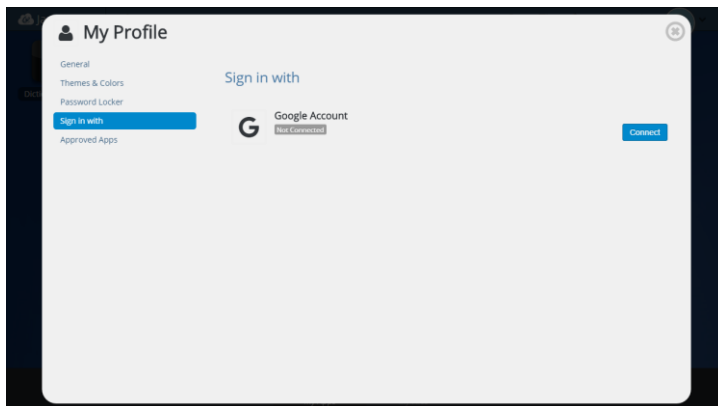 My Profile
General
Themes & Colors
Password Locker
Sign in with
Approved Apps
Sign in with
Google Account
Not Connected
Connect